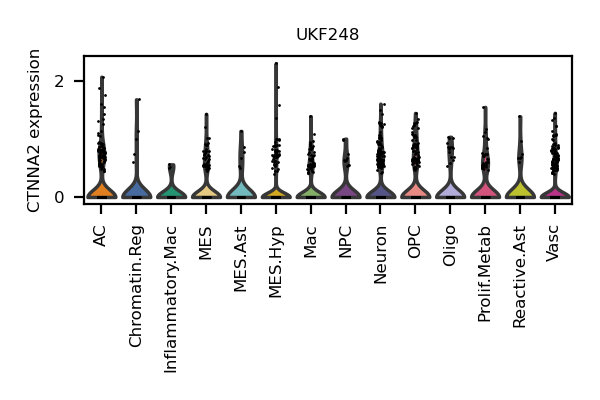 UKF248
CTNNA2 expression
2
0
AC
Chromatin.Reg
Inflammatory.Mac
MES
MES.Ast
MES.Hyp
Mac
NPC
Neuron
OPC
Oligo
Prolif.Metab
Reactive.Ast
Vasc